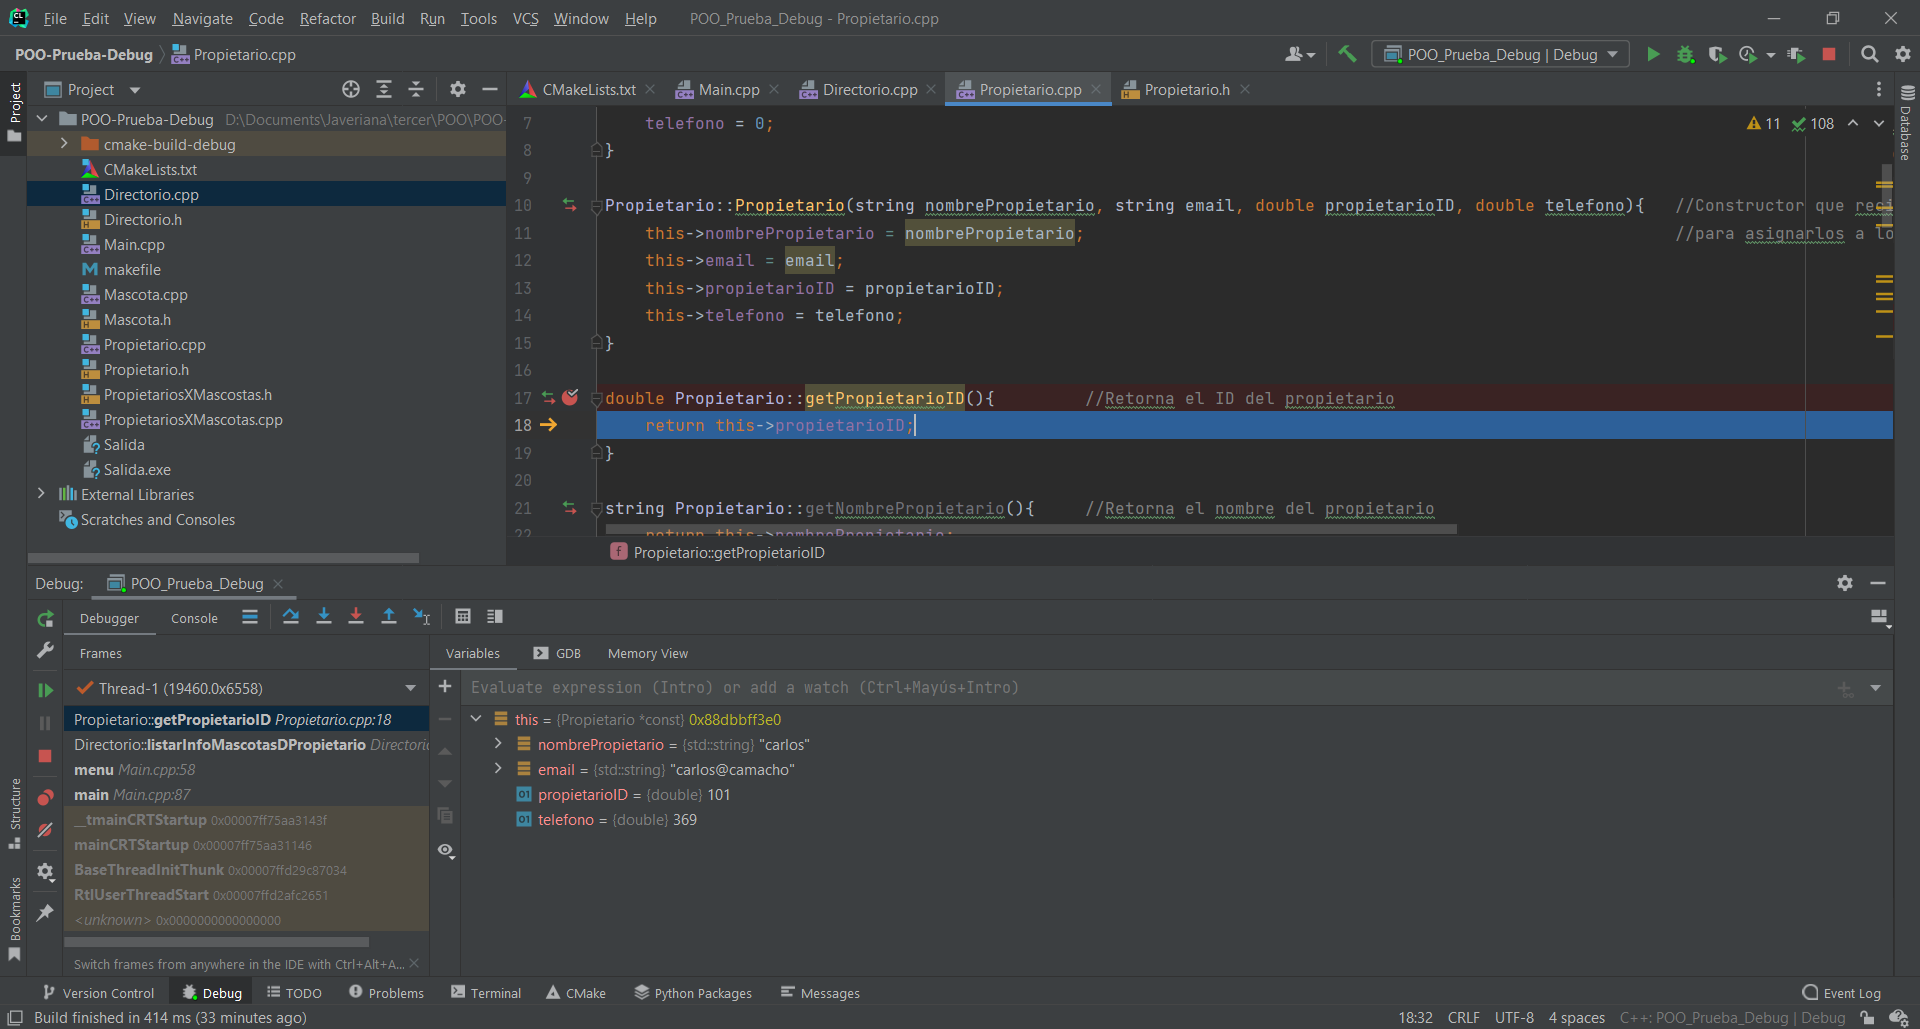 File Edit View Navigate Code Refactor Build Run Tools VCS Window Help POO_Prueba_Debug - Propietario.cpp
POO-Prueba-Debug Propietario.cpp POO_Prueba_Debug | Debug
Project
Project
CMakeLists.txt Main.cpp Directorio.cpp Propietario.cpp Propietario.h
POO-Prueba-Debug D:\Documents\Javeriana\tercer\POO\POO-
cmake-build-debug
CMakeLists.txt
Directorio.cpp
Directorio.h
Main.cpp
makefile
Mascota.cpp
Mascota.h
Propietario.cpp
Propietario.h
PropietariosXMascostas.h
PropietariosXMascotas.cpp
Salida
Salida.exe
External Libraries
Scratches and Consoles
11 108
Database
7 telefono = 0;
8 }
9
10 Propietario::Propietario(string nombrePropietario, string email, double propietarioID, double telefono){ //Constructor que reci
11 this->nombrePropietario = nombrePropietario; //para asignarlos a lo
12 this->email = email;
13 this->propietarioID = propietarioID;
14 this->telefono = telefono;
15 }
16
17 double Propietario::getPropietarioID(){ //Retorna el ID del propietario
18 return this->propietarioID;
19 }
20
21 string Propietario::getNombrePropietario(){ //Retorna el nombre del propietario
22 return this->nombrePropietario;
Propietario::getPropietarioID
Debug: POO_Prueba_Debug
Debugger Console
Frames
Variables GDB Memory View
Thread-1 (19460.0x6558)
Evaluate expression (Intro) or add a watch (Ctrl+Mayús+Intro)
Propietario::getPropietarioID Propietario.cpp:18
Directorio::listarInfoMascotasDPropietario Directorio
menu Main.cpp:58
main Main.cpp:87
__tmainCRTStartup 0x00007ff75aa3143f
mainCRTStartup 0x00007ff75aa31146
BaseThreadInitThunk 0x00007ffd29c87034
RtlUserThreadStart 0x00007ffd2afc2651
<unknown> 0x0000000000000000
Switch frames from anywhere in the IDE with Ctrl+Alt+A...
this = {Propietario *const} 0x88dbbff3e0
nombrePropietario = {std::string} "carlos"
email = {std::string} "carlos@camacho"
propietarioID = {double} 101
telefono = {double} 369
Structure
Bookmarks
Version Control Debug TODO Problems Terminal CMake Python Packages Messages Event Log
Build finished in 414 ms (33 minutes ago) 18:32 CRLF UTF-8 4 spaces C++: POO_Prueba_Debug | Debug